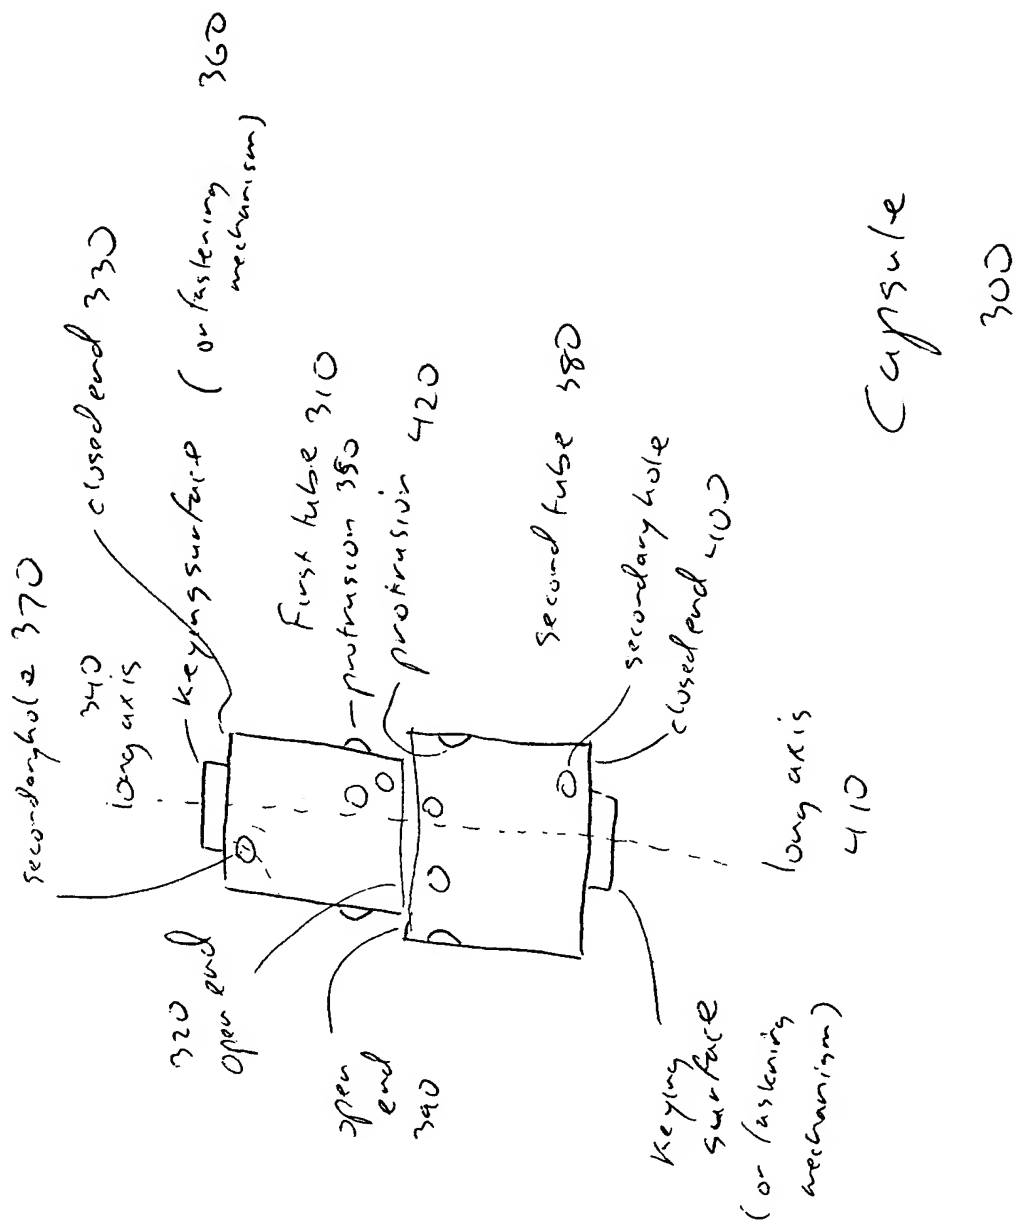 secondary hole 370
340
long axis
keying surface (or fastening
mechanism) 360
closed end 330
First tube 310
protrusion 350
protrusion 420
second tube 380
secondary hole
closed end 400
long axis
410
320
open end
open
end
390
keying
surface
(or fastening
mechanism)
Capsule
300